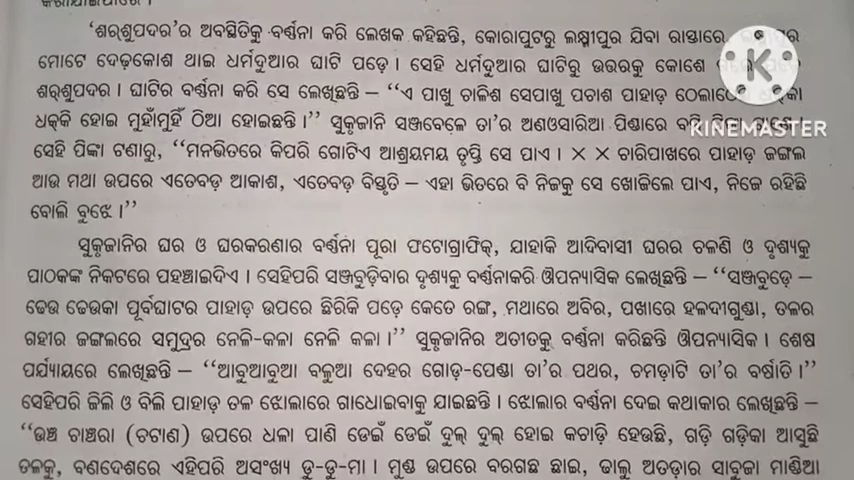 'ଶରଶୁପଦର'ର ଅବସ୍ଥିତିକୁ ବର୍ଣ୍ଣନା କରି ଲେଖକ କହିଛନ୍ତି, କୋରାପୁଟରୁ ଲକ୍ଷ୍ମୀପୁର ଯିବା ରାସ୍ତାରେ
ମୋଟେ ଦେଢ଼କୋଶ ଥାଇ ଧର୍ମଦୁଆର ଘାଟି ପଡ଼େ । ସେହି ଧର୍ମଦୁଆର ଘାଟିରୁ ଉତ୍ତରକୁ କୋଶେ
ଶରଶୁପଦର । ଘାଟିର ବର୍ଣ୍ଣନା କରି ସେ ଲେଖିଛନ୍ତି – "ଏ ପାଖୁ ଚାଳିଶ ସେପାଖୁ ପଚାଶ ପାହାଡ଼
ଧକ୍କି ହୋଇ ମୁହାଁମୁହିଁ ଠିଆ ହୋଇଛନ୍ତି ।" ସୁକ୍ରୁଜାନି ସଞ୍ଜବେଳେ ତା'ର ଅଣଓସାରିଆ ପିଣ୍ଡାରେ
KINEMASTER
ସେହି ପିଙ୍କା ଟଣାରୁ, "ମନଭିତରେ କିପରି ଗୋଟିଏ ଆଶ୍ରୟମୟ ତୃପ୍ତି ସେ ପାଏ । × × ଚାରିପାଖରେ ପାହାଡ଼ ଜଙ୍ଗଲ
ଆଉ ମଥା ଉପରେ ଏତେବଡ଼ ଆକାଶ, ଏତେବଡ଼ ବିସ୍ତୃତି – ଏହା ଭିତରେ ବି ନିଜକୁ ସେ ଖୋଜିଲେ ପାଏ, ନିଜେ ରହିଛି
ବୋଲି ବୁଝେ ।"
ସୁକ୍ରୁଜାନିର ଘର ଓ ଘରକରଣାର ବର୍ଣ୍ଣନା ପୂରା ଫଟୋଗ୍ରାଫିକ୍, ଯାହାକି ଆଦିବାସୀ ଘରର ଚଳଣି ଓ ଦୃଶ୍ୟକୁ
ପାଠକଙ୍କ ନିକଟରେ ପହଞ୍ଚାଇଦିଏ । ସେହିପରି ସଞ୍ଜବୁଡ଼ିବାର ଦୃଶ୍ୟକୁ ବର୍ଣ୍ଣନାକରି ଔପନ୍ୟାସିକ ଲେଖିଛନ୍ତି – "ସଞ୍ଜବୁଡ଼େ –
ଢେଉ ଢେଉକା ପୂର୍ବଘାଟର ପାହାଡ଼ ଉପରେ ଛିରିକି ପଡ଼େ କେତେ ରଙ୍ଗ, ମଥାରେ ଅବିର, ପଖାରେ ହଳଦୀଗୁଣ୍ଡା, ତଳର
ଗହୀର ଜଙ୍ଗଲରେ ସମୁଦ୍ରର ନେଳି-କଳା ନେଳି କଳା ।" ସୁକ୍ରୁଜାନିର ଅତୀତକୁ ବର୍ଣ୍ଣନା କରିଛନ୍ତି ଔପନ୍ୟାସିକ । ଶେଷ
ପର୍ଯ୍ୟାୟରେ ଲେଖିଛନ୍ତି – "ଆବୁଆବୁଆ ବଳୁଆ ଦେହର ଗୋଡ଼-ପେଣ୍ଡା ତା'ର ପଥର, ଚମଡ଼ାଟି ତା'ର ବର୍ଷାତି ।"
ସେହିପରି ଜିଲି ଓ ବିଲି ପାହାଡ଼ ତଳ ଝୋଲାରେ ଗାଧୋଇବାକୁ ଯାଇଛନ୍ତି । ଝୋଲାର ବର୍ଣ୍ଣନା ଦେଇ କଥାକାର ଲେଖିଛନ୍ତି –
"ଉଞ୍ଚ ଚାଞ୍ଚରା (ଚଟାଣ) ଉପରେ ଧଳା ପାଣି ଡେଇଁ ଡେଇଁ ଦୁଲ୍ ଦୁଲ୍ ହୋଇ କଚାଡ଼ି ହେଉଛି, ଗଡ଼ି ଗଡ଼ିକା ଆସୁଛି
ତଳକୁ, ବଣଦେଶରେ ଏହିପରି ଅସଂଖ୍ୟ ଡୁ-ଡୁ-ମା । ମୁଣ୍ଡ ଉପରେ ବରଗଛ ଛାଇ, ଢାଲୁ ଅତଡ଼ାର ସାବୁଜା ମାଣ୍ଡିଆ